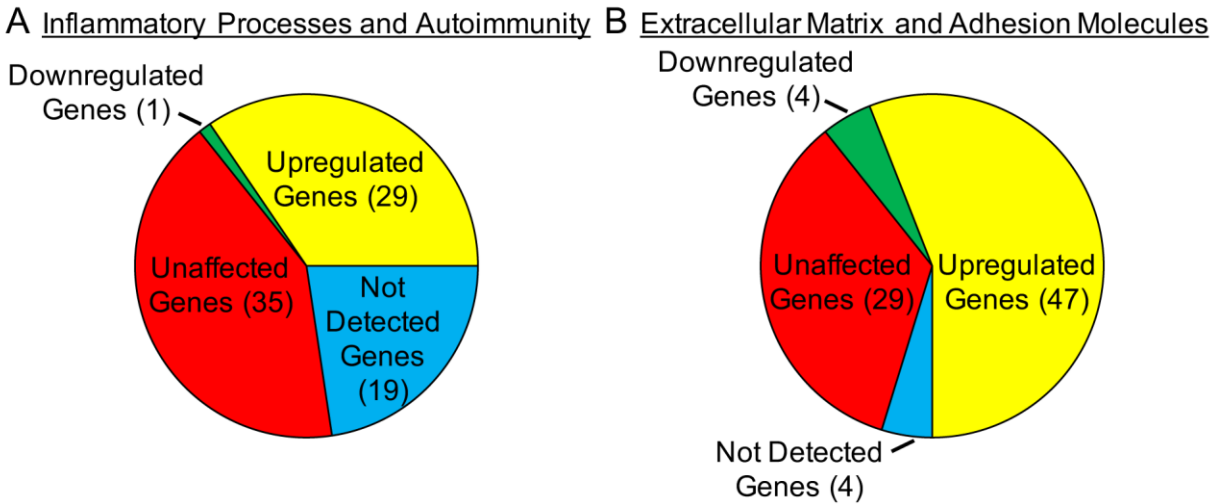 A Inflammatory Processes and Autoimmunity
Downregulated
Genes (1)
Upregulated
Genes (29)
Unaffected
Genes (35)
Not
Detected
Genes
(19)
B Extracellular Matrix and Adhesion Molecules
Downregulated
Genes (4)
Unaffected
Genes (29)
Upregulated
Genes (47)
Not Detected
Genes (4)